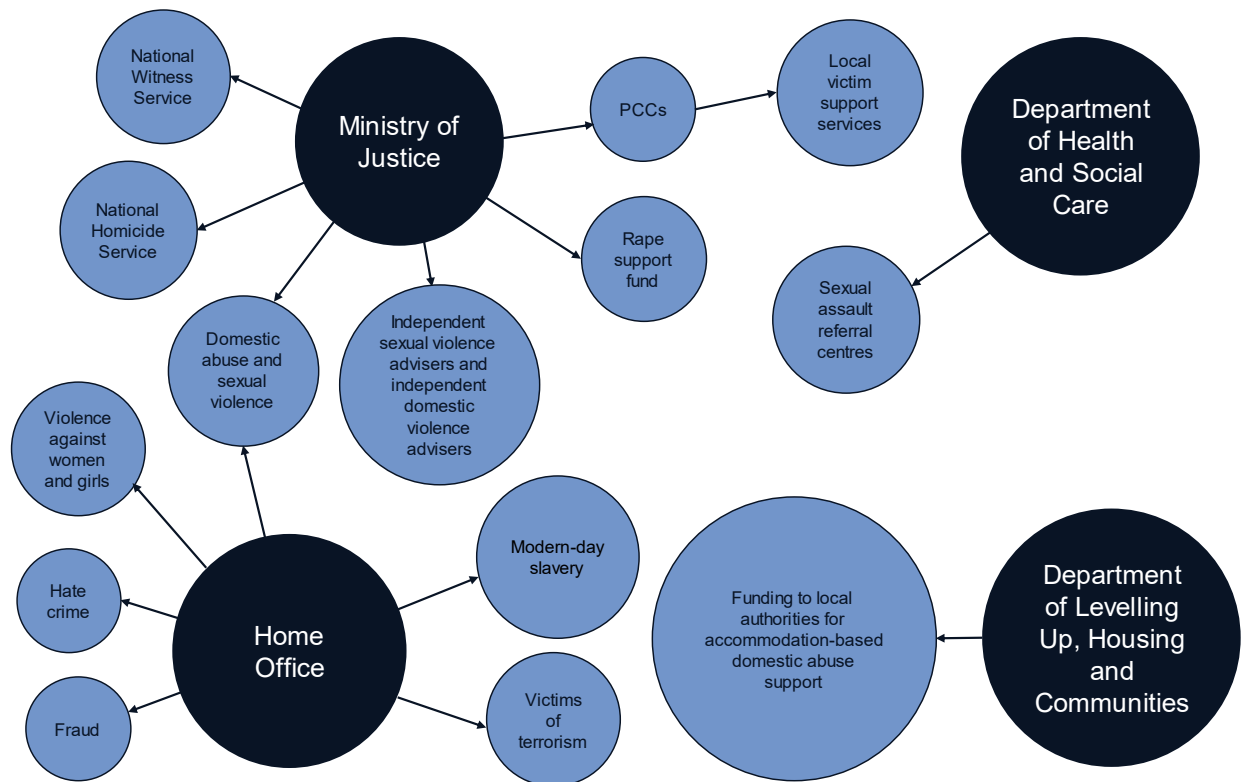 National
Witness
Service
Ministry of
Justice
PCCs
Local
victim
support
services
Department
of Health
and Social
Care
National
Homicide
Service
Rape
support
fund
Sexual
assault
referral
centres
Domestic
abuse and
sexual
violence
Independent
sexual violence
advisers and
independent
domestic
violence
advisers
Violence
against
women
and girls
Modern-day
slavery
Hate
crime
Home
Office
Funding to local
authorities for
accommodation-based
domestic abuse
support
Department
of Levelling
Up, Housing
and
Communities
Fraud
Victims
of
terrorism